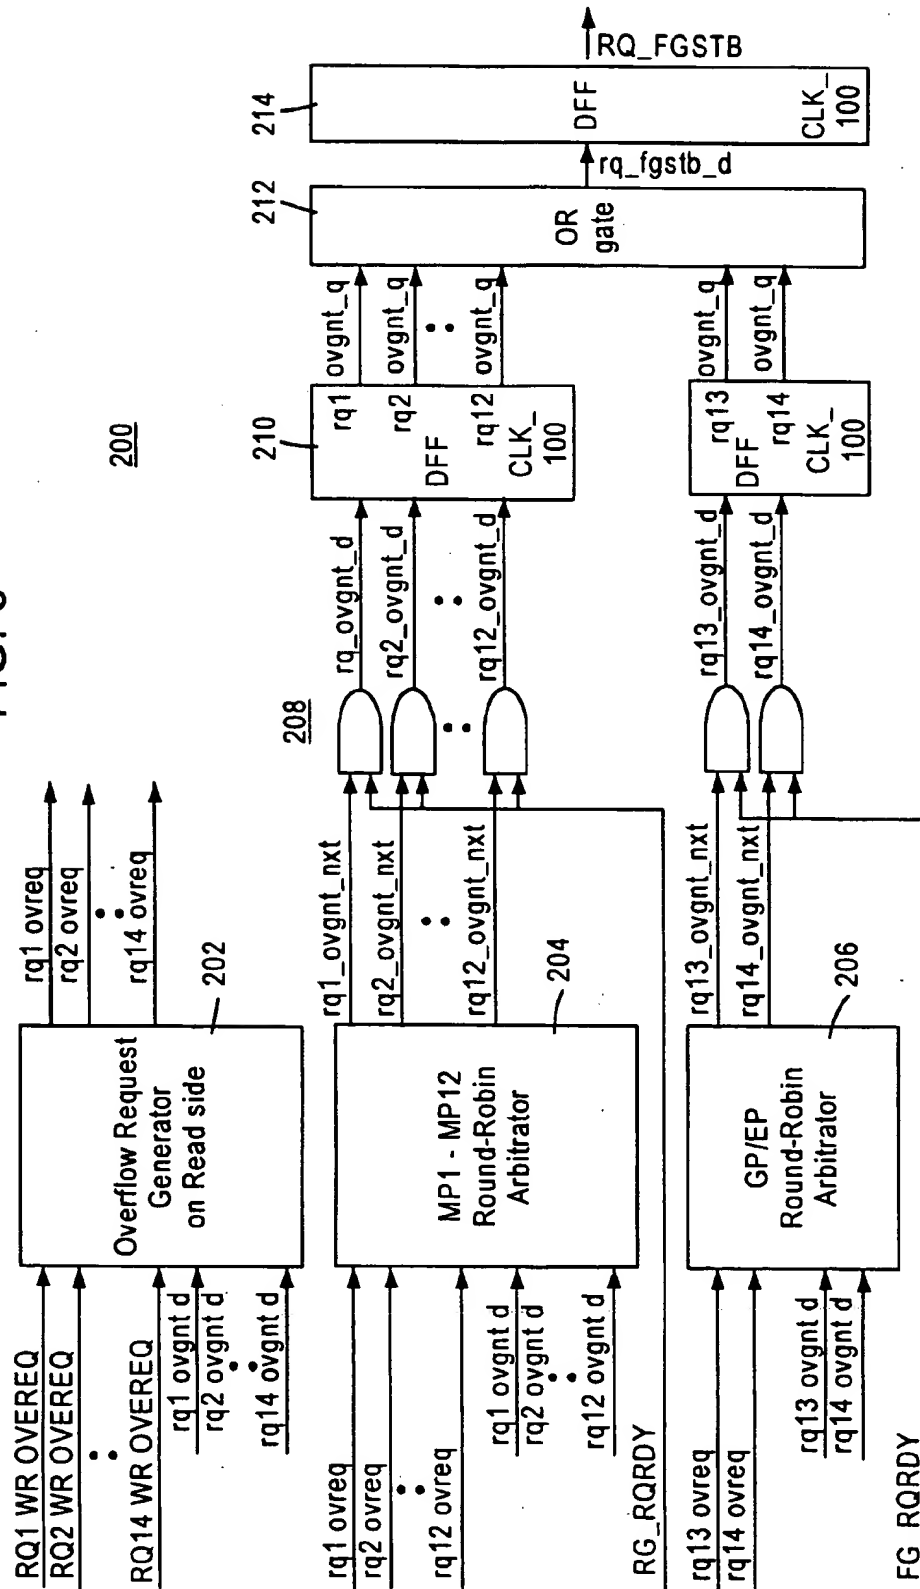 200
RQ1 WR OVEREQ
RQ2 WR OVEREQ
RQ14 WR OVEREQ
rq1 ovgnt d
rq2 ovgnt d
rq14 ovgnt d
Overflow Request
Generator
on Read side
202
rq1 ovreq
rq2 ovreq
rq14 ovreq
rq1 ovreq
rq2 ovreq
rq12 ovreq
rq1 ovgnt d
rq2 ovgnt d
rq12 ovgnt d
RG_RQRDY
MP1 - MP12
Round-Robin
Arbitrator
204
rq1_ovgnt_nxt
rq2_ovgnt_nxt
rq12_ovgnt_nxt
208
rq_ovgnt_d
rq2_ovgnt_d
rq12_ovgnt_d
210
rq1
rq2
rq12
DFF
CLK_
100
ovgnt_q
ovgnt_q
ovgnt_q
rq13 ovreq
rq14 ovreq
rq13 ovgnt d
rq14 ovgnt d
FG RQRDY
GP/EP
Round-Robin
Arbitrator
206
rq13_ovgnt_nxt
rq14_ovgnt_nxt
rq13_ovgnt_d
rq14_ovgnt_d
rq13
DFF
rq14
CLK_
100
ovgnt_q
ovgnt_q
212
OR
gate
rq_fgstb_d
214
DFF
CLK_
100
RQ_FGSTB